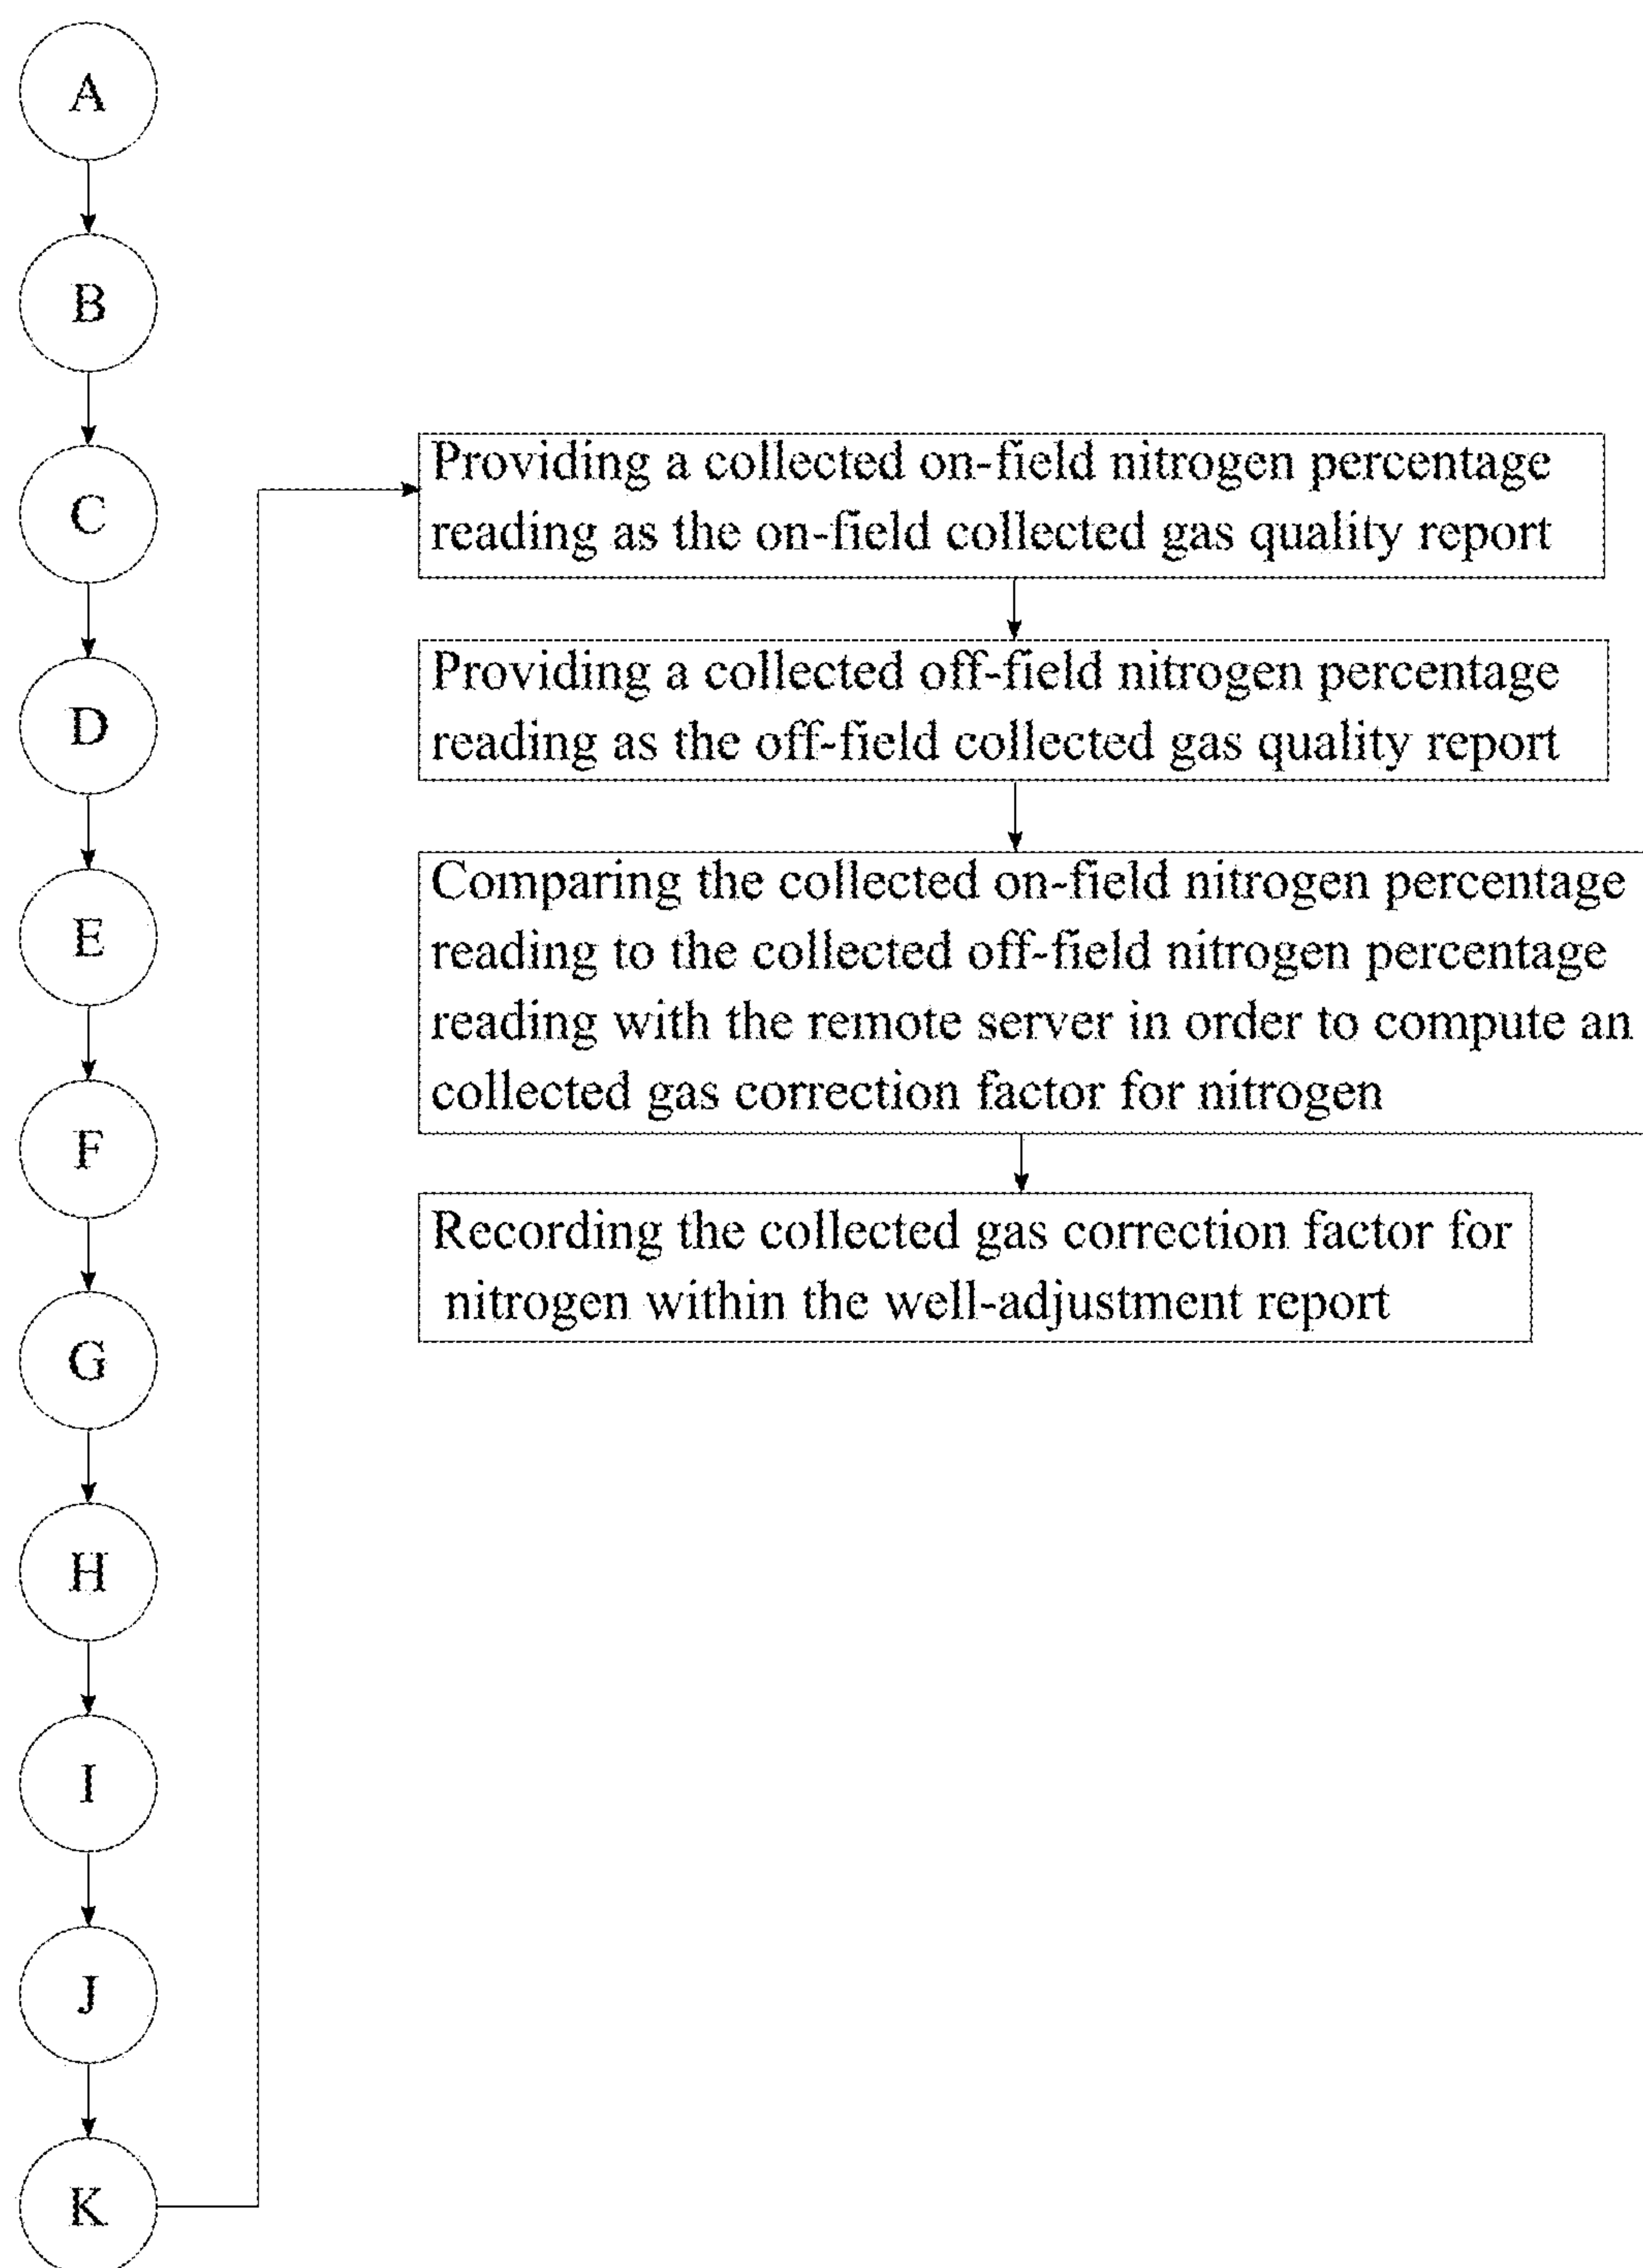 A
B
C
D
E
F
G
H
I
J
K
Providing a collected on-field nitrogen percentage
reading as the on-field collected gas quality report
Providing a collected off-field nitrogen percentage
reading as the off-field collected gas quality report
Comparing the collected on-field nitrogen percentage
reading to the collected off-field nitrogen percentage
reading with the remote server in order to compute an
collected gas correction factor for nitrogen
Recording the collected gas correction factor for
nitrogen within the well-adjustment report